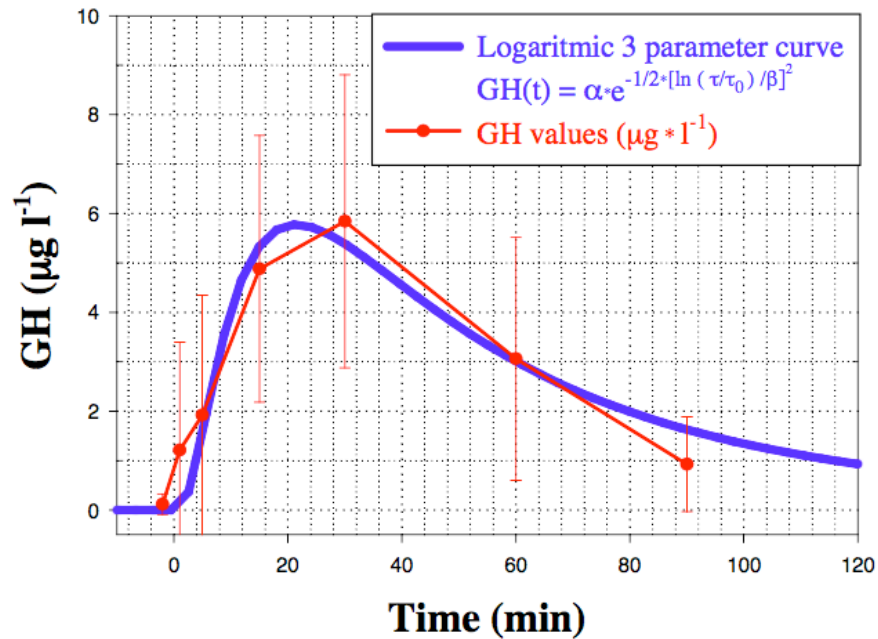 10
8
6
4
2
0
GH (µg l⁻¹)
Logaritmic 3 parameter curve
GH(t) = α*e^-1/2*[ln (τ/τ₀) /β]²
GH values (µg * l⁻¹)
0 20 40 60 80 100 120
Time (min)